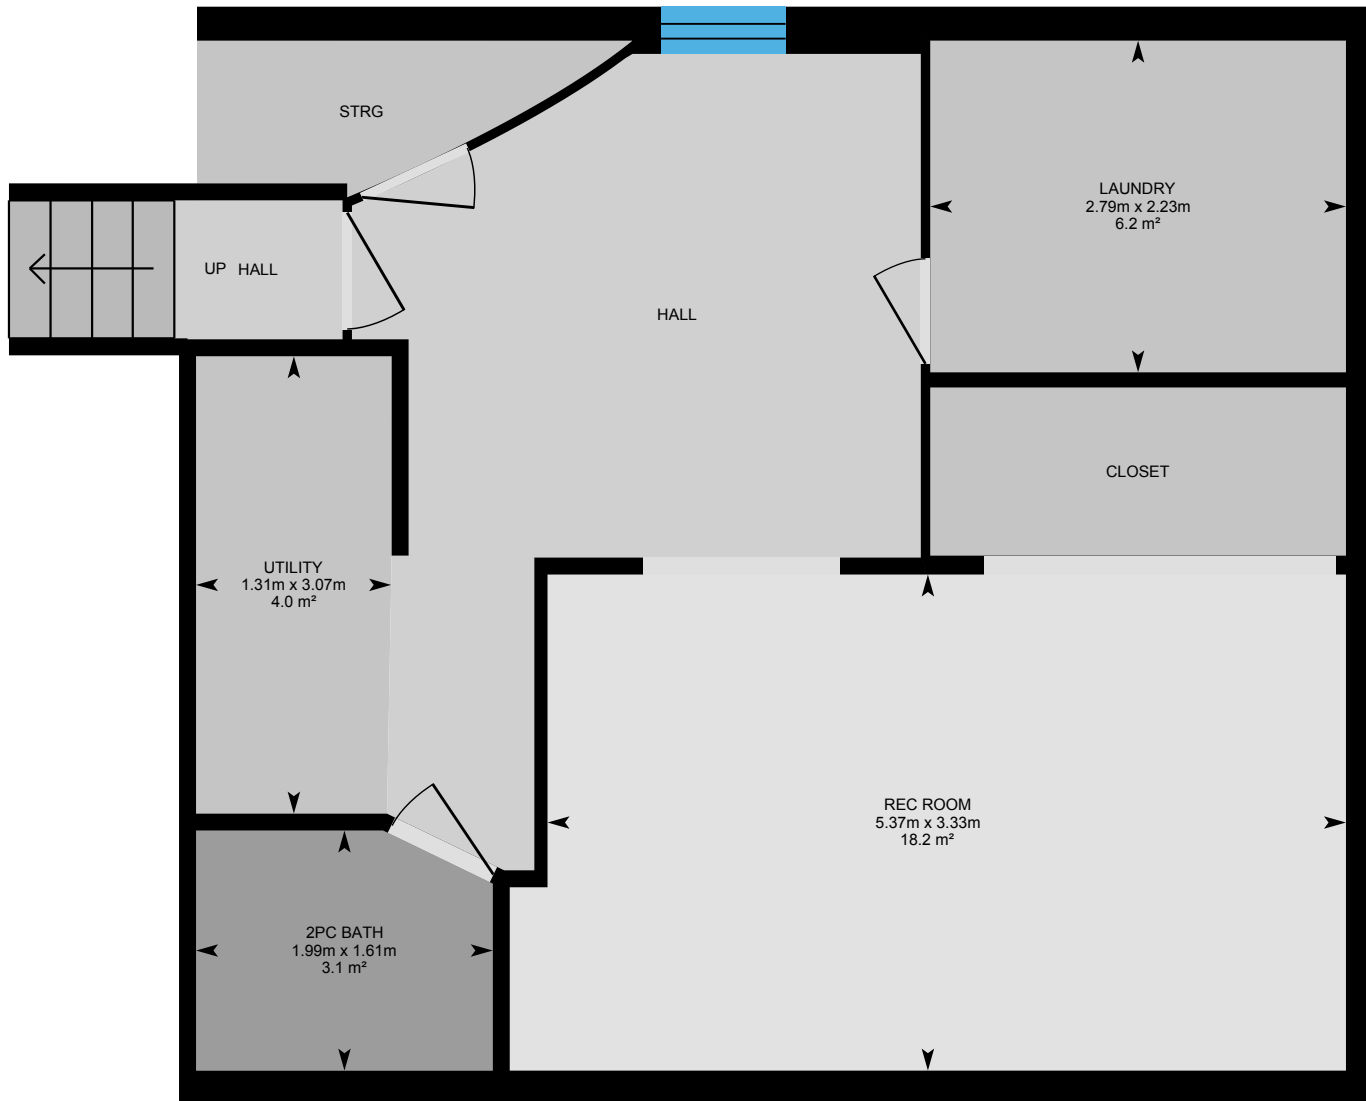 STRG
LAUNDRY
2.79m x 2.23m
6.2 m²
UP HALL
HALL
CLOSET
UTILITY
1.31m x 3.07m
4.0 m²
REC ROOM
5.37m x 3.33m
18.2 m²
2PC BATH
1.99m x 1.61m
3.1 m²